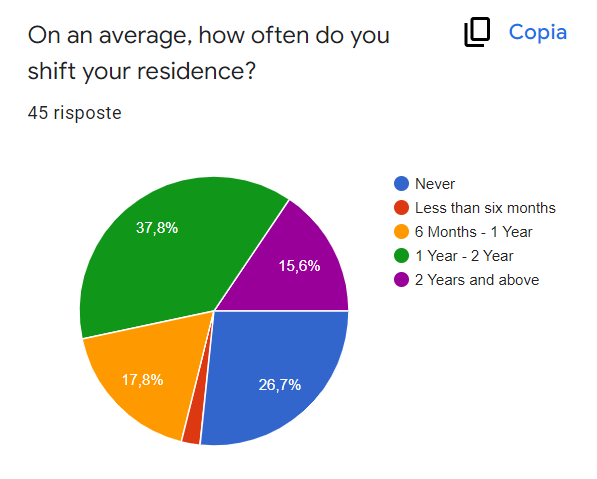 On an average, how often do you
shift your residence?
Copia
45 risposte
37,8%
15,6%
17,8%
26,7%
Never
Less than six months
6 Months - 1 Year
1 Year - 2 Year
2 Years and above